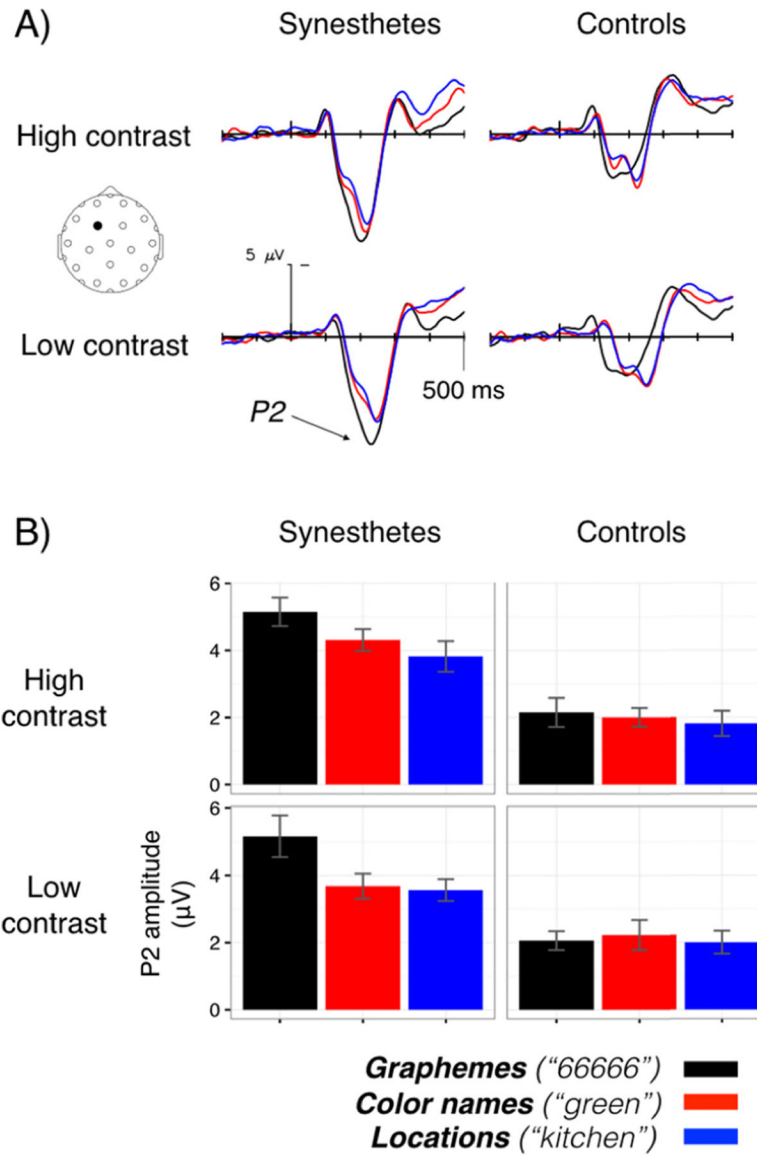 A)
Synesthetes
Controls
High contrast
5 μV
Low contrast
500 ms
P2
B)
Synesthetes
Controls
High
contrast
6
4
2
0
Low
contrast
P2 amplitude
(μV)
6
4
2
0
Graphemes (“66666”)
Color names (“green”)
Locations (“kitchen”)